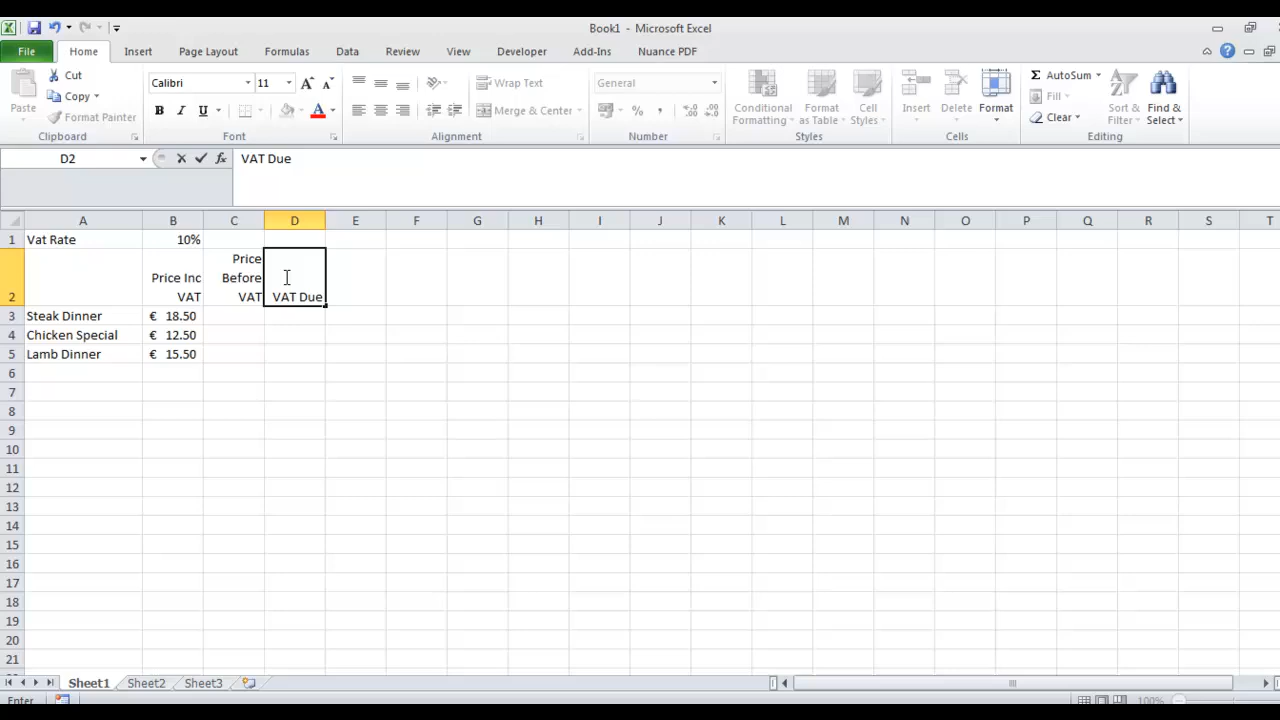 Book1 - Microsoft Excel
File Home Insert Page Layout Formulas Data Review View Developer Add-Ins Nuance PDF
Paste
Cut
Copy
Format Painter
Clipboard
Calibri 11
B I U
Font
Wrap Text
Merge & Center
Alignment
General
%
Number
Conditional
Formatting
Format
as Table
Cell
Styles
Styles
Insert Delete Format
Cells
Σ AutoSum
Fill
Clear
Sort &
Filter
Find &
Select
Editing
D2 fx VAT Due
A B C D E F G H I J K L M N O P Q R S T
1 Vat Rate 10%
2 Price Inc
VAT
Price
Before
VAT
VAT Due
3 Steak Dinner € 18.50
4 Chicken Special € 12.50
5 Lamb Dinner € 15.50
6
7
8
9
10
11
12
13
14
15
16
17
18
19
20
21
Sheet1 Sheet2 Sheet3
Enter 100%